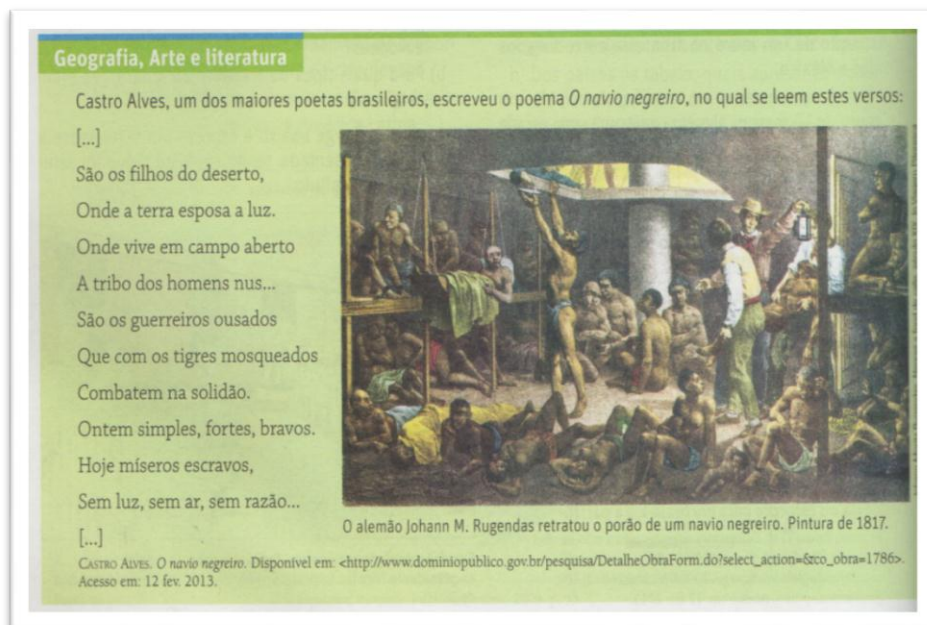 Geografia, Arte e literatura
Castro Alves, um dos maiores poetas brasileiros, escreveu o poema O navio negreiro, no qual se leem estes versos:
[...]
São os filhos do deserto,
Onde a terra esposa a luz.
Onde vive em campo aberto
A tribo dos homens nus...
São os guerreiros ousados
Que com os tigres mosqueados
Combatem na solidão.
Ontem simples, fortes, bravos.
Hoje míseros escravos,
Sem luz, sem ar, sem razão...
[...]
O alemão Johann M. Rugendas retratou o porão de um navio negreiro. Pintura de 1817.
CASTRO ALVES. O navio negreiro. Disponível em: <http://www.dominiopublico.gov.br/pesquisa/DetalheObraForm.do?select_action=&co_obra=1786>.
Acesso em: 12 fev. 2013.